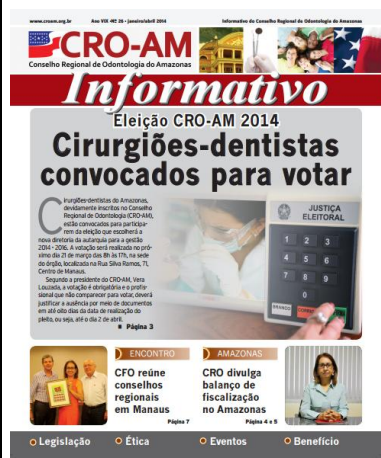 www.croam.org.br Ano VIX -Nº 26 - janeiro/abril 2014 Informativo do Conselho Regional de Odontologia do Amazonas
CRO-AM
Conselho Regional de Odontologia do Amazonas
Informativo
Eleição CRO-AM 2014
Cirurgiões-dentistas
convocados para votar
Cirurgiões-dentistas do Amazonas,
devidamente inscritos no Conselho
Regional de Odontologia (CRO-AM),
estão convocados para participa-
rem da eleição que escolherá a
nova diretoria da autarquia para a gestão
2014 - 2016. A votação será realizada no pró-
ximo dia 21 de março das 8h às 17h, na sede
do órgão, localizada na Rua Silva Ramos, 71,
Centro de Manaus.
Segundo a presidente do CRO-AM, Vera
Louzada, a votação é obrigatória e o profis-
sional que não comparecer para votar, deverá
justificar a ausência por meio de documentos
em até oito dias da data de realização do
pleito, ou seja, até o dia 2 de abril.
Página 3
JUSTIÇA
ELEITORAL
1 2 3
4 5 6
7 8 9
0
BRANCO
ENCONTRO
CFO reúne
conselhos
regionais
em Manaus
Página 7
AMAZONAS
CRO divulga
balanço de
fiscalização
no Amazonas
Página 4 e 5
Legislação Ética Eventos Benefício